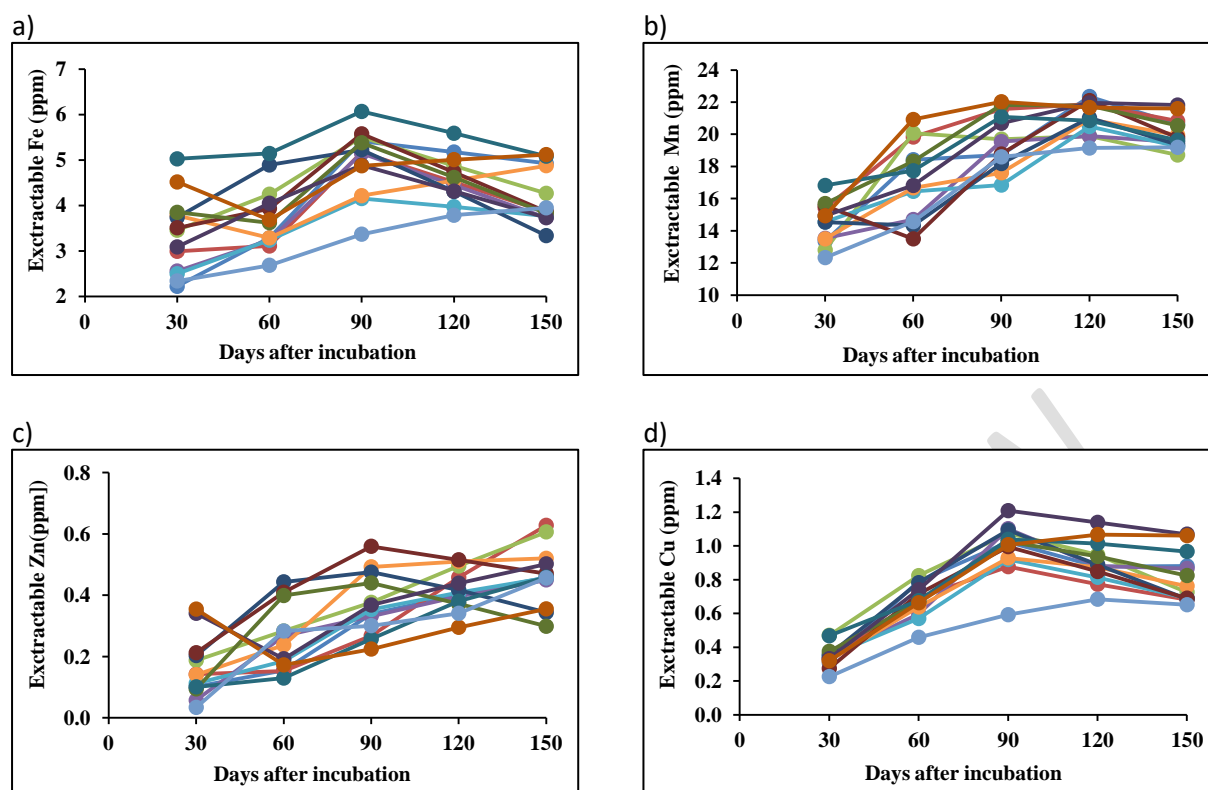 a)
Exctractable Fe (ppm)
7
6
5
4
3
2
0 30 60 90 120 150
Days after incubation
b)
Exctractable Mn (ppm)
24
22
20
18
16
14
12
10
0 30 60 90 120 150
Days after incubation
c)
Exctractable Zn(ppm])
0.8
0.6
0.4
0.2
0.0
0 30 60 90 120 150
Days after incubation
d)
Exctractable Cu (ppm)
1.4
1.2
1.0
0.8
0.6
0.4
0.2
0.0
0 30 60 90 120 150
Days after incubation